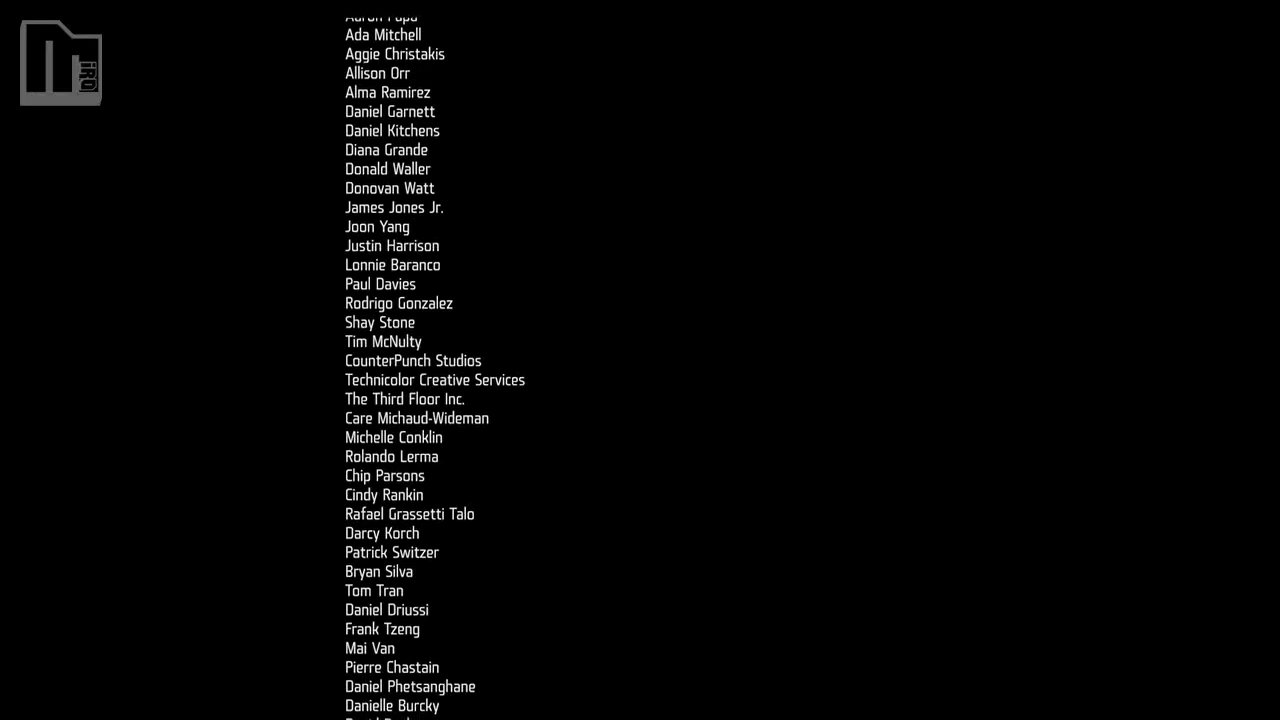 Ada Mitchell
Aggie Christakis
Allison Orr
Alma Ramirez
Daniel Garnett
Daniel Kitchens
Diana Grande
Donald Waller
Donovan Watt
James Jones Jr.
Joon Yang
Justin Harrison
Lonnie Baranco
Paul Davies
Rodrigo Gonzalez
Shay Stone
Tim McNulty
CounterPunch Studios
Technicolor Creative Services
The Third Floor Inc.
Care Michaud-Wideman
Michelle Conklin
Rolando Lerma
Chip Parsons
Cindy Rankin
Rafael Grassetti Talo
Darcy Korch
Patrick Switzer
Bryan Silva
Tom Tran
Daniel Driussi
Frank Tzeng
Mai Van
Pierre Chastain
Daniel Phetsanghane
Danielle Burcky